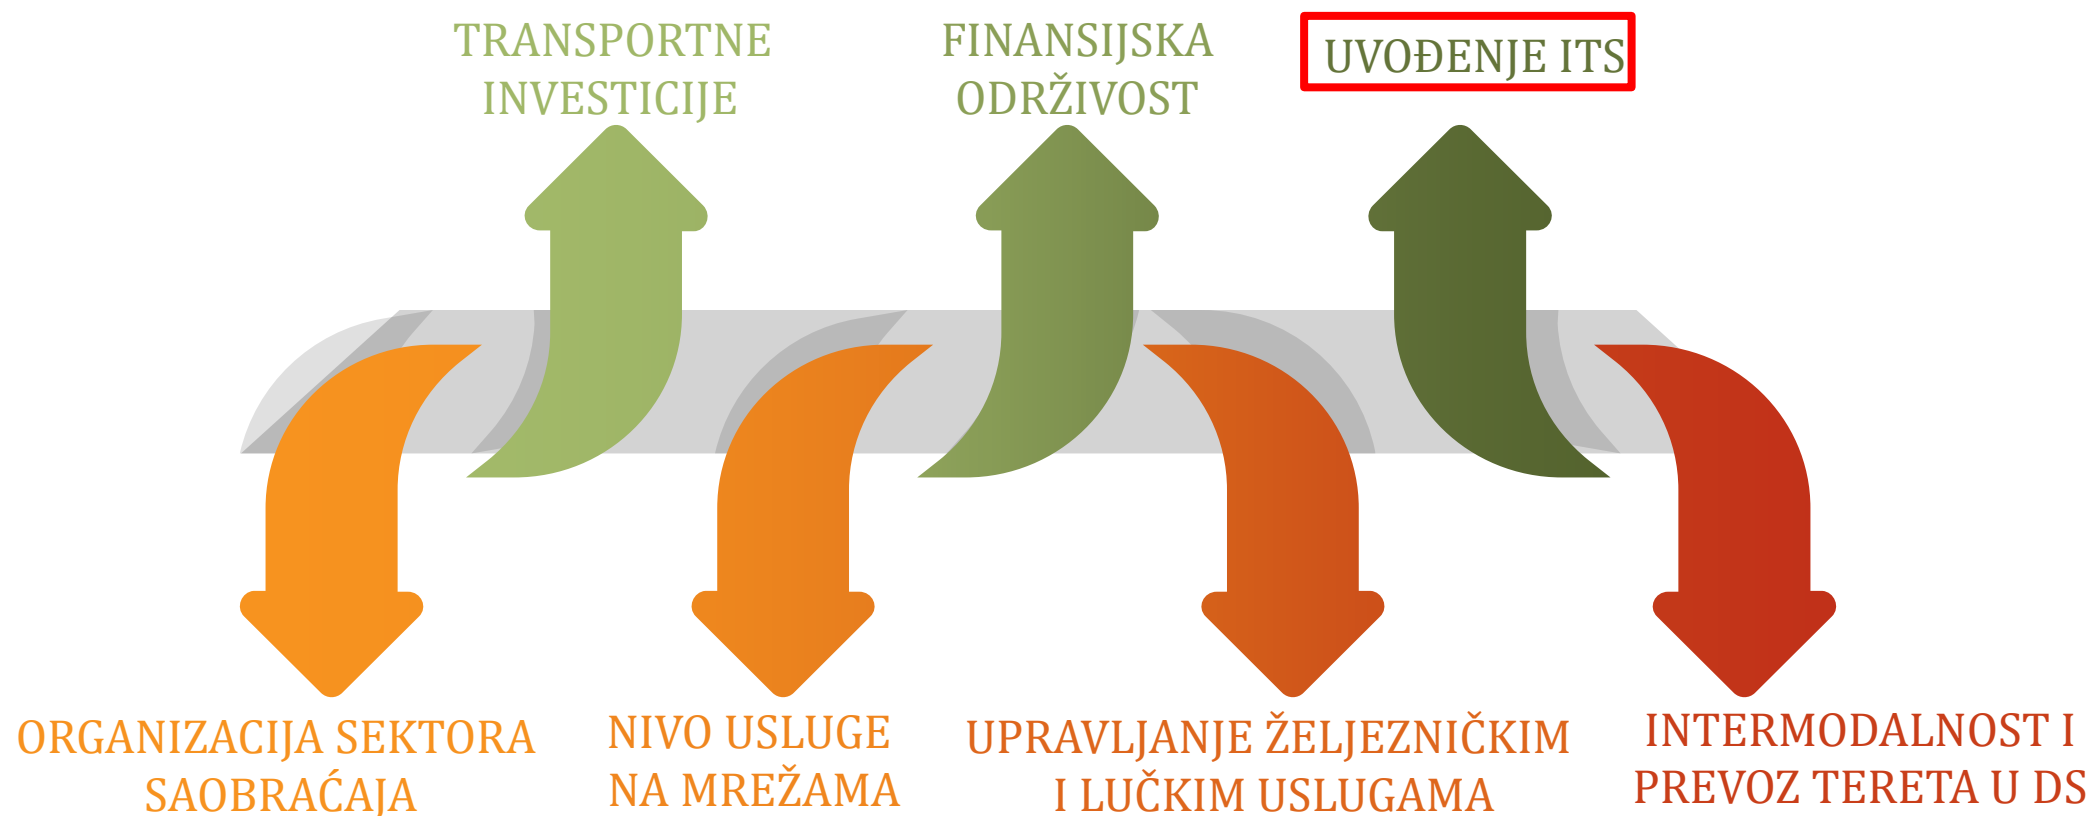 TRANSPORTNE
INVESTICIJE
FINANSIJSKA
ODRŽIVOST
UVOĐENJE ITS
ORGANIZACIJA SEKTORA
SAOBRAĆAJA
NIVO USLUGE
NA MREŽAMA
UPRAVLJANJE ŽELJEZNIČKIM
I LUČKIM USLUGAMA
INTERMODALNOST I
PREVOZ TERETA U DS